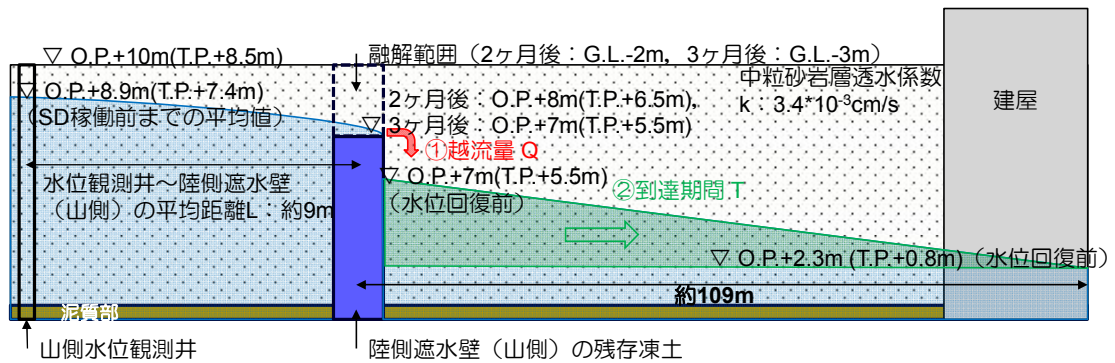 ▽ O.P.+10m(T.P.+8.5m)
融解範囲（2ヶ月後：G.L.-2m，3ヶ月後：G.L.-3m）
▽ O.P.+8.9m(T.P.+7.4m)
（SD稼働前までの平均値）
中粒砂岩層透水係数
k：3.4*10⁻³cm/s
建屋
2ヶ月後：O.P.+8m(T.P.+6.5m)，
▽ 3ヶ月後：O.P.+7m(T.P.+5.5m)
①越流量 Q
▽ O.P.+7m(T.P.+5.5m)
（水位回復前）
②到達期間 T
水位観測井～陸側遮水壁
（山側）の平均距離L：約9m
▽ O.P.+2.3m (T.P.+0.8m)（水位回復前）
約109m
泥質部
山側水位観測井
陸側遮水壁（山側）の残存凍土